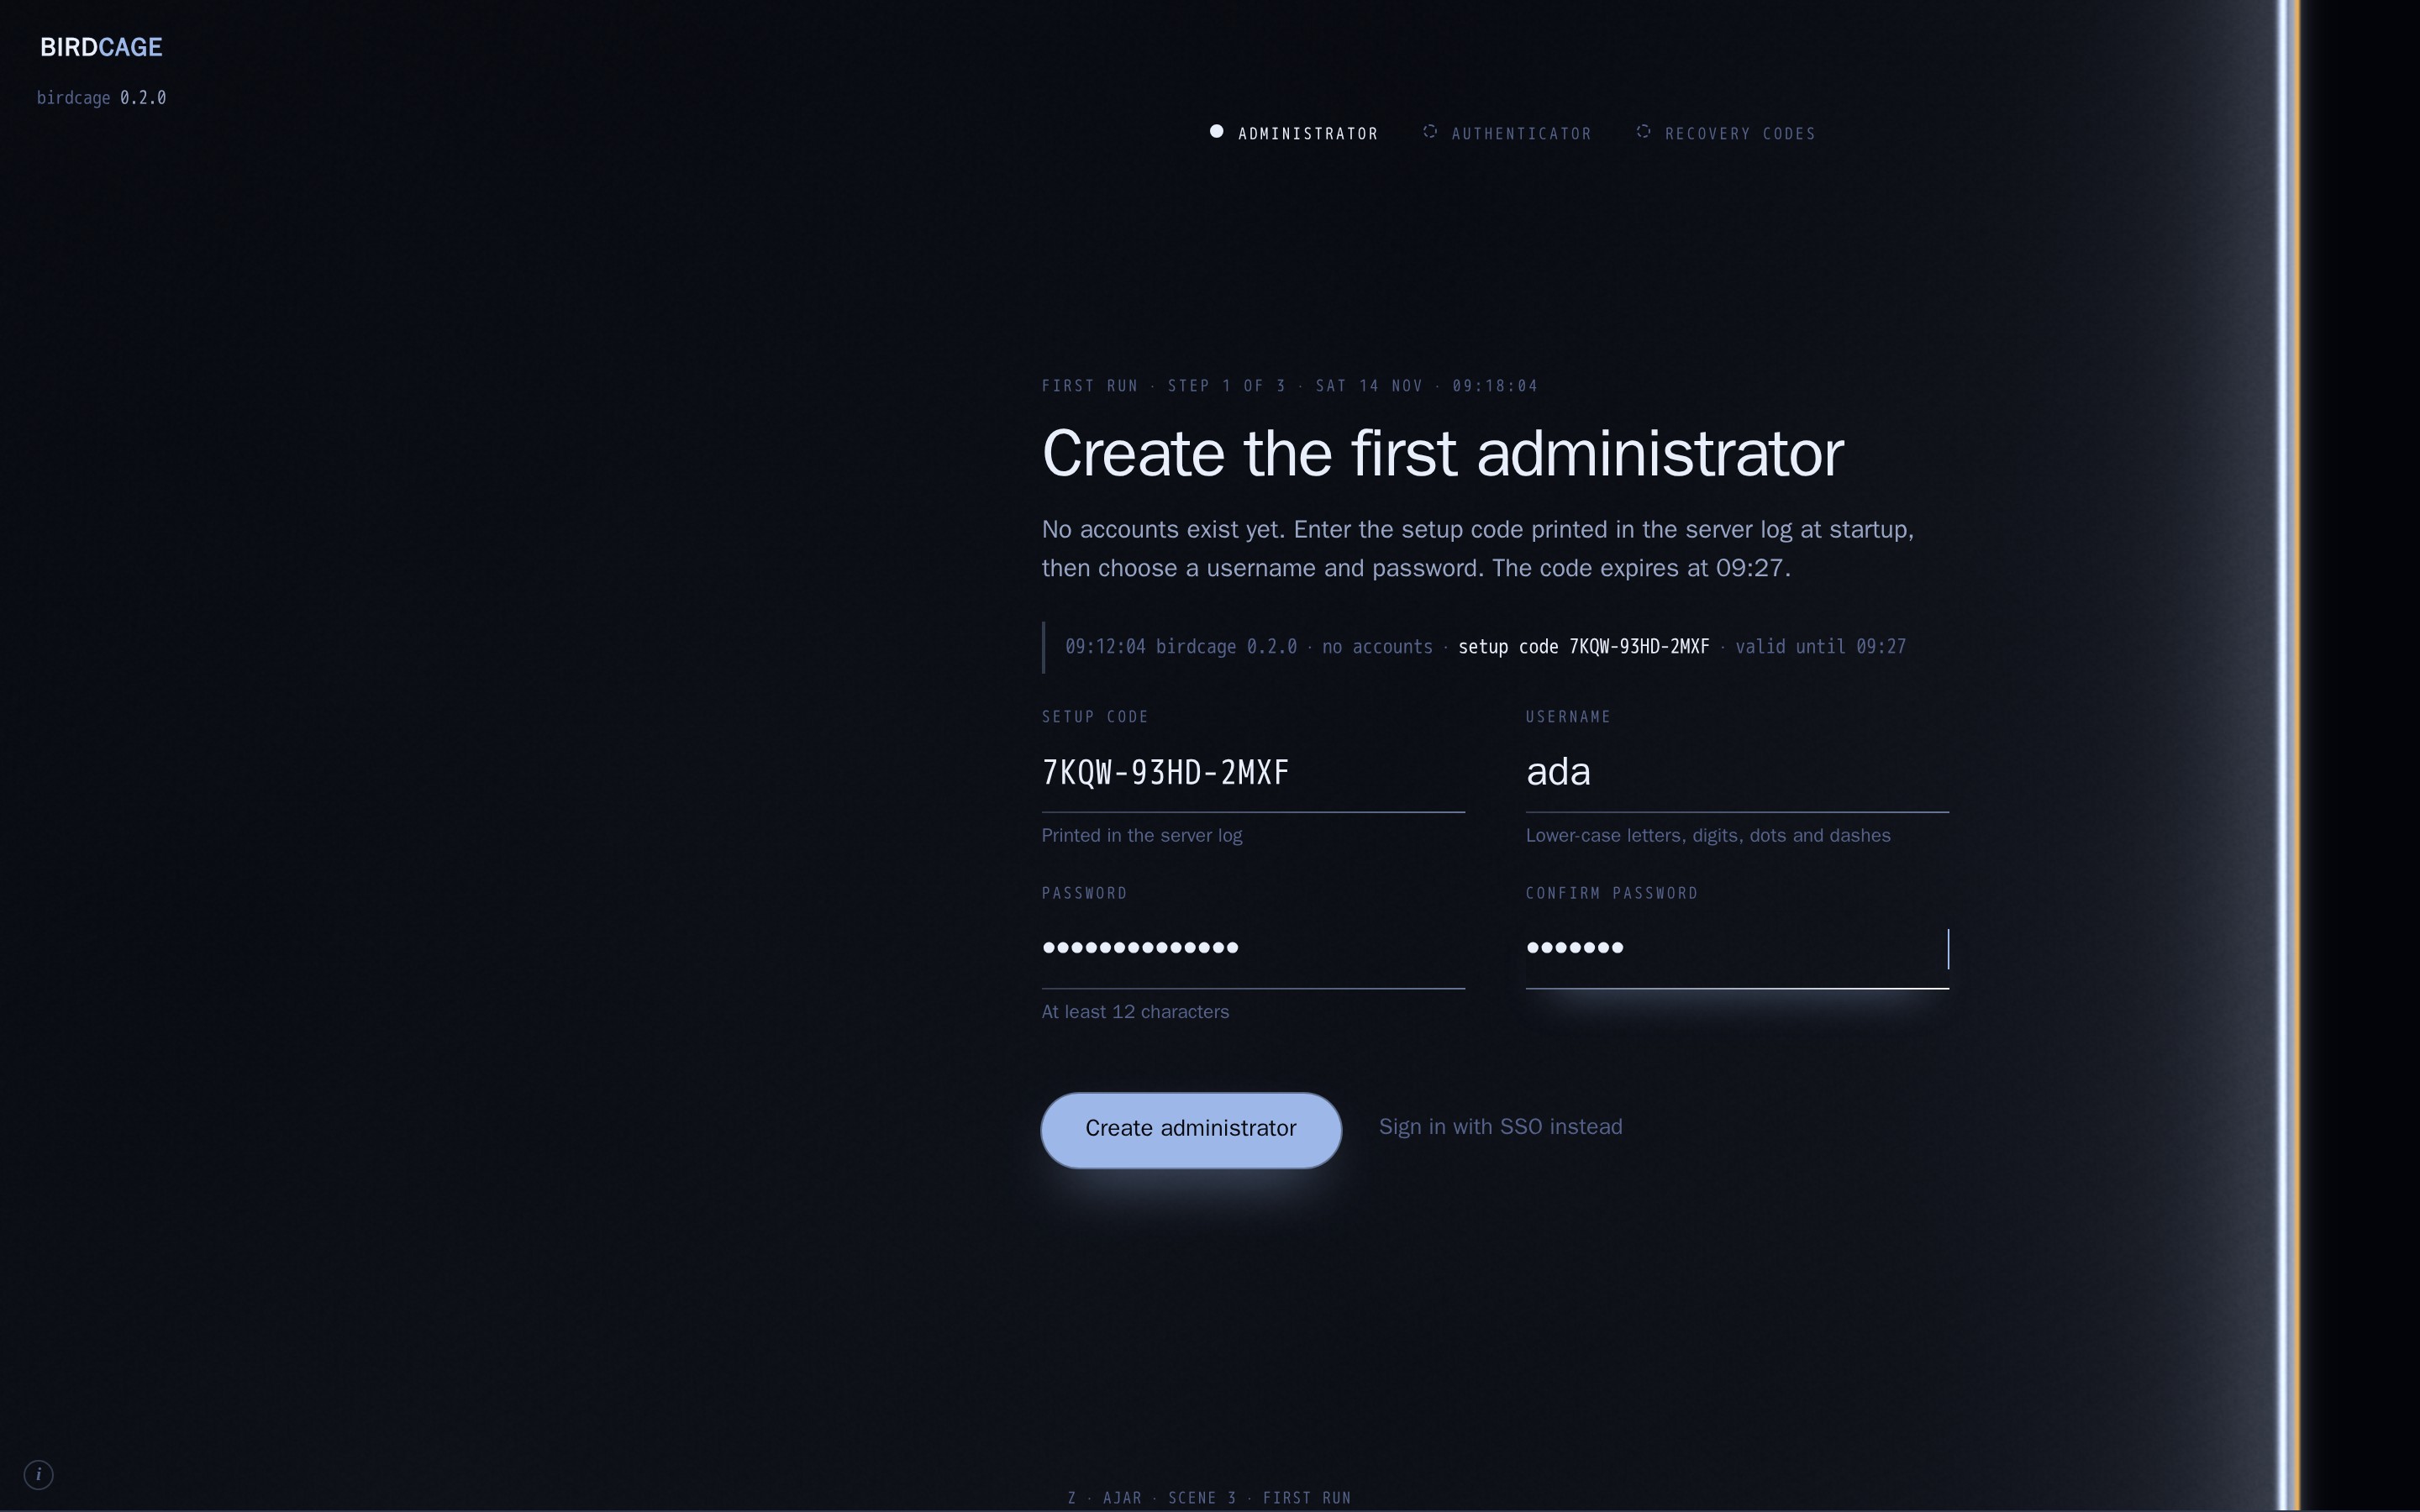 BIRDCAGE
birdcage 0.2.0
ADMINISTRATOR AUTHENTICATOR RECOVERY CODES
FIRST RUN · STEP 1 OF 3 · SAT 14 NOV · 09:18:04
Create the first administrator
No accounts exist yet. Enter the setup code printed in the server log at startup,
then choose a username and password. The code expires at 09:27.
09:12:04 birdcage 0.2.0 · no accounts · setup code 7KQW-93HD-2MXF · valid until 09:27
SETUP CODE USERNAME
7KQW-93HD-2MXF ada
Printed in the server log Lower-case letters, digits, dots and dashes
PASSWORD CONFIRM PASSWORD
●●●●●●●●●●●●●● ●●●●●●●
At least 12 characters
Create administrator Sign in with SSO instead
i
Z · AJAR · SCENE 3 · FIRST RUN